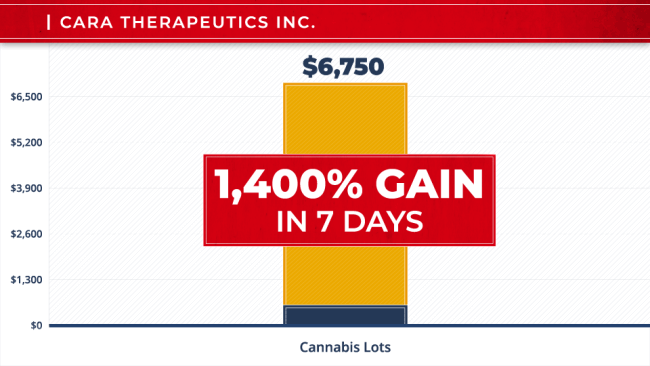 CARA THERAPEUTICS INC.
$6,750
$6,500
$5,200
$3,900
$2,600
$1,300
$0
1,400% GAIN
IN 7 DAYS
Cannabis Lots